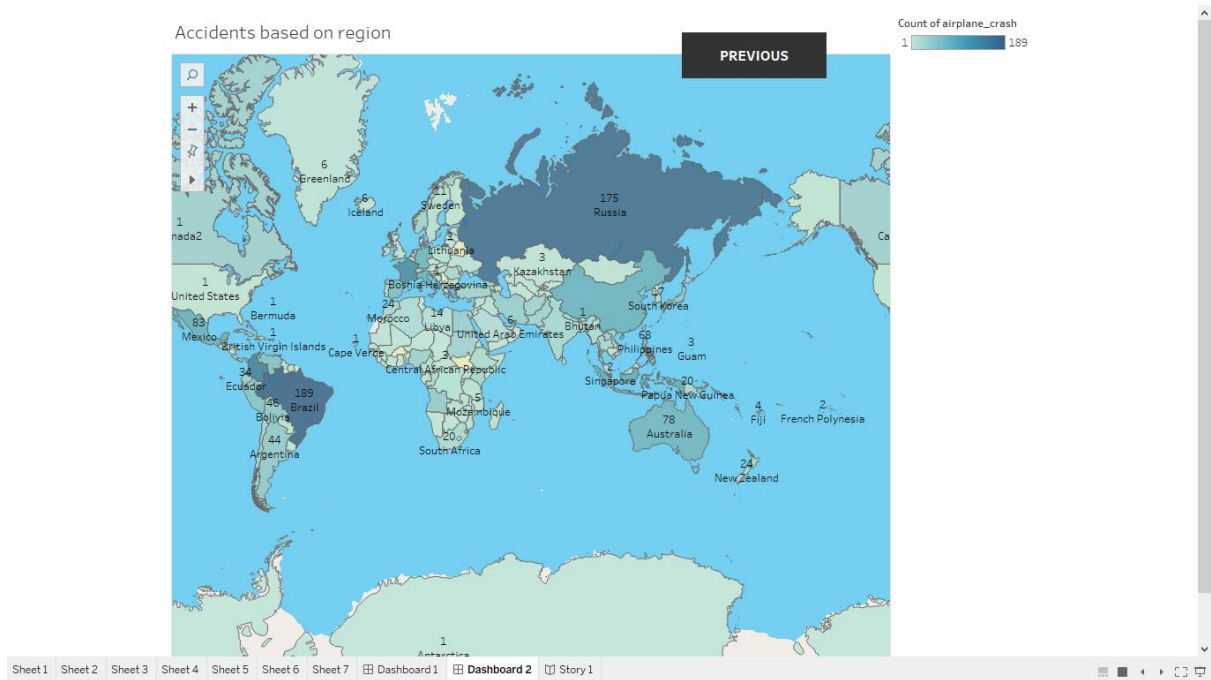 Accidents based on region
PREVIOUS
Count of airplane_crash
1 189
6
Greenland
6
Iceland
11
Sweden
175
Russia
1
nada2
Ca
Lithuania
3
Kazakhstan
Bosnia-Herzegovina
1
United States
1
Bermuda
24
Morocco
14
Libya
6
United Arab Emirates
1
Bhutan
17
South Korea
83
Mexico
1
British Virgin Islands
1
Cape Verde
3
Central African Republic
68
Philippines
3
Guam
34
Ecuador
2
Singapore
20
Papua New Guinea
189
Brazil
46
Bolivia
5
Mozambique
4
Fiji
2
French Polynesia
78
Australia
44
Argentina
20
South Africa
24
New Zealand
1
Antarctica
Sheet 1 Sheet 2 Sheet 3 Sheet 4 Sheet 5 Sheet 6 Sheet 7 Dashboard 1 Dashboard 2 Story 1